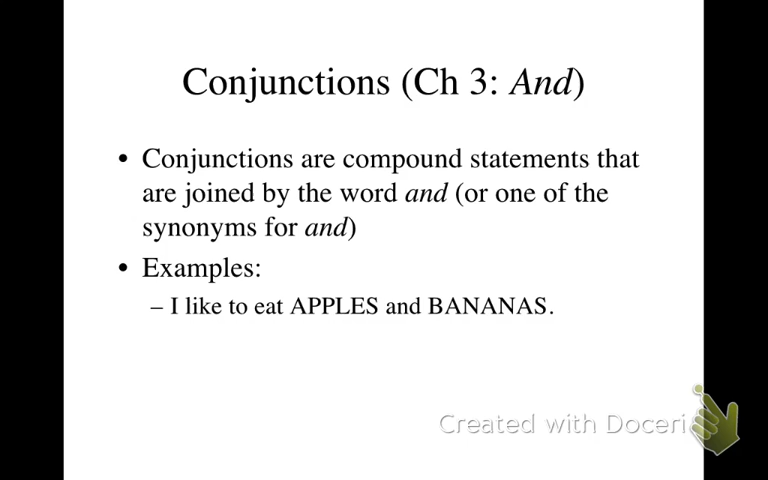 Conjunctions (Ch 3: And)
• Conjunctions are compound statements that
are joined by the word and (or one of the
synonyms for and)
• Examples:
– I like to eat APPLES and BANANAS.
Created with Doceri